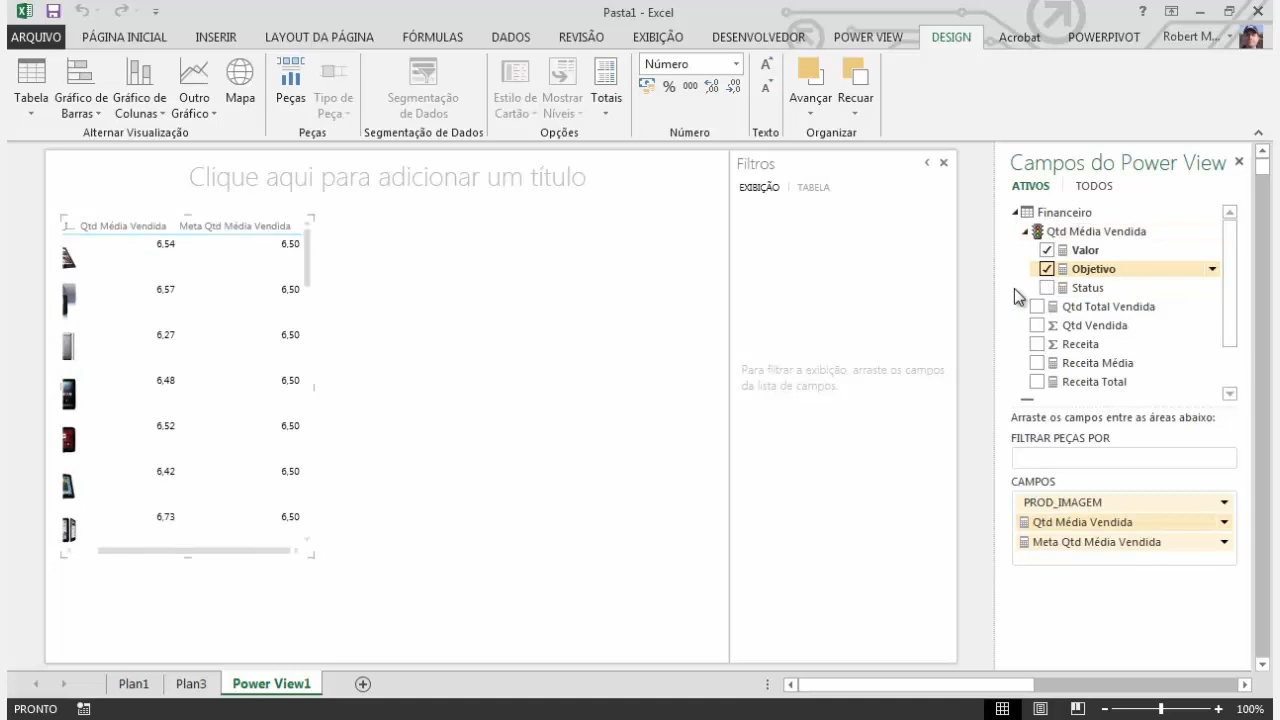 Pasta1 - Excel
ARQUIVO PÁGINA INICIAL INSERIR LAYOUT DA PÁGINA FÓRMULAS DADOS REVISÃO EXIBIÇÃO DESENVOLVEDOR POWER VIEW DESIGN Acrobat POWERPIVOT Robert M...
Tabela
Gráfico de Barras
Gráfico de Colunas
Outro Gráfico
Mapa
Alternar Visualização
Peças
Tipo de Peça
Peças
Segmentação de Dados
Segmentação de Dados
Estilo de Cartão
Mostrar Níveis
Totais
Opções
Número
% 000 ,00 ,00
Número
A A
Texto
Avançar
Recuar
Organizar
Clique aqui para adicionar um título
J... Qtd Média Vendida Meta Qtd Média Vendida
6,54 6,50
6,57 6,50
6,27 6,50
6,48 6,50
6,52 6,50
6,42 6,50
6,73 6,50
Filtros
EXIBIÇÃO | TABELA
Para filtrar a exibição, arraste os campos
da lista de campos.
Campos do Power View
ATIVOS TODOS
Financeiro
Qtd Média Vendida
Valor
Objetivo
Status
Qtd Total Vendida
Σ Qtd Vendida
Σ Receita
Receita Média
Receita Total
Arraste os campos entre as áreas abaixo:
FILTRAR PEÇAS POR
CAMPOS
PROD_IMAGEM
Qtd Média Vendida
Meta Qtd Média Vendida
Plan1 Plan3 Power View1
PRONTO 100%